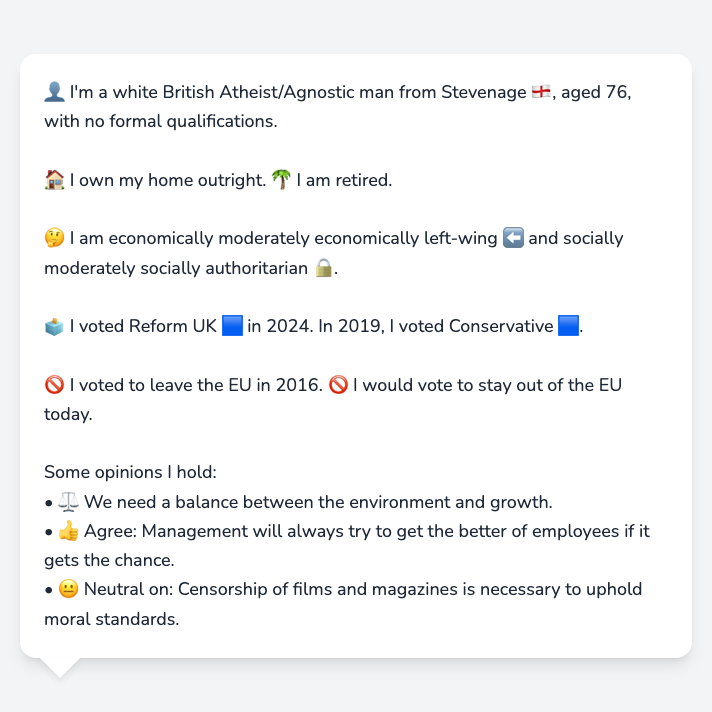 👤 I'm a white British Atheist/Agnostic man from Stevenage 🏴󠁧󠁢󠁥󠁮󠁧󠁿, aged 76,
with no formal qualifications.
🏠 I own my home outright. 🌴 I am retired.
🤔 I am economically moderately economically left-wing ⬅️ and socially
moderately socially authoritarian 🔒.
🗳️ I voted Reform UK 🟦 in 2024. In 2019, I voted Conservative 🟦.
🚫 I voted to leave the EU in 2016. 🚫 I would vote to stay out of the EU
today.
Some opinions I hold:
• ⚖️ We need a balance between the environment and growth.
• 👍 Agree: Management will always try to get the better of employees if it
gets the chance.
• 😐 Neutral on: Censorship of films and magazines is necessary to uphold
moral standards.